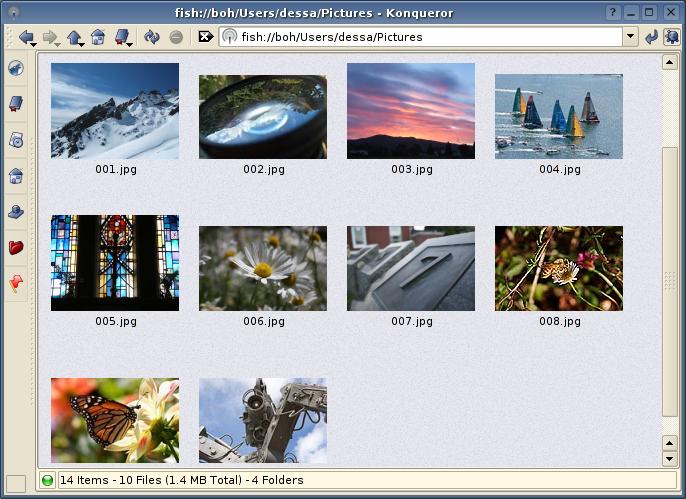 fish://boh/Users/dessa/Pictures - Konqueror
fish://boh/Users/dessa/Pictures
001.jpg
002.jpg
003.jpg
004.jpg
005.jpg
006.jpg
007.jpg
008.jpg
14 Items - 10 Files (1.4 MB Total) - 4 Folders